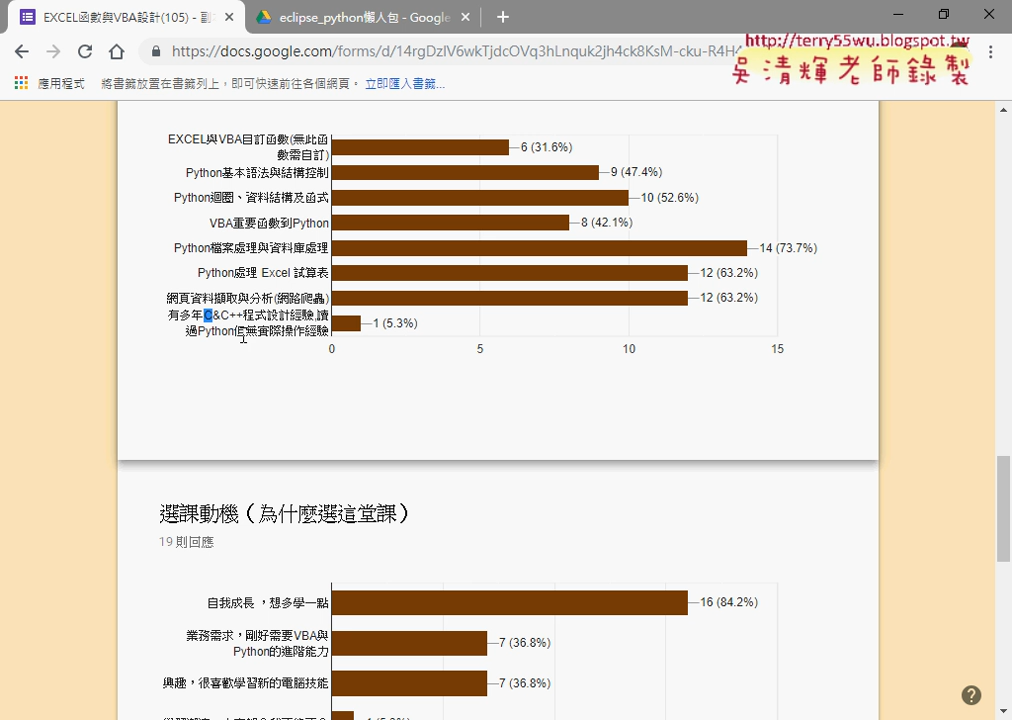 EXCEL函數與VBA設計(105) - 副
eclipse_python懶人包 - Google
https://docs.google.com/forms/d/14rgDzIV6wkTjdcOVq3hLnquk2jh4ck8KsM-cku-R4H4
http://terry55wu.blogspot.tw
吳清輝老師錄製
應用程式 將書籤放置在書籤列上，即可快速前往各個網頁。 立即匯入書籤...
EXCEL與VBA自訂函數(無此函
數需自訂) 6 (31.6%)
Python基本語法與結構控制 9 (47.4%)
Python迴圈、資料結構及函式 10 (52.6%)
VBA重要函數到Python 8 (42.1%)
Python檔案處理與資料庫處理 14 (73.7%)
Python處理 Excel 試算表 12 (63.2%)
網頁資料擷取與分析(網路爬蟲) 12 (63.2%)
有多年C&C++程式設計經驗,讀
過Python但無實際操作經驗 1 (5.3%)
0 5 10 15
選課動機（為什麼選這堂課）
19 則回應
自我成長 ，想多學一點 16 (84.2%)
業務需求，剛好需要VBA與
Python的進階能力 7 (36.8%)
興趣，很喜歡學習新的電腦技能 7 (36.8%)